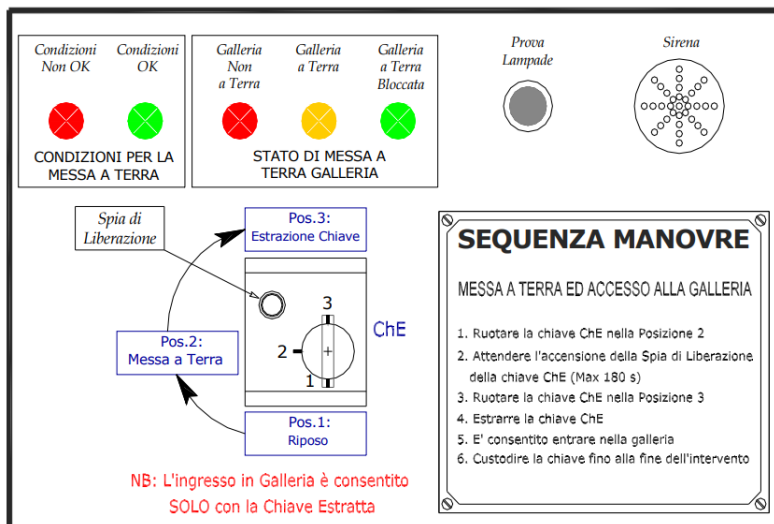 Condizioni
Non OK
Condizioni
OK
CONDIZIONI PER LA
MESSA A TERRA
Galleria
Non
a Terra
Galleria
a Terra
Galleria
a Terra
Bloccata
STATO DI MESSA A
TERRA GALLERIA
Prova
Lampade
Sirena
Spia di
Liberazione
Pos.3:
Estrazione Chiave
Pos.2:
Messa a Terra
3
2
1
ChE
Pos.1:
Riposo
NB: L'ingresso in Galleria è consentito
SOLO con la Chiave Estratta
SEQUENZA MANOVRE
MESSA A TERRA ED ACCESSO ALLA GALLERIA
1. Ruotare la chiave ChE nella Posizione 2
2. Attendere l'accensione della Spia di Liberazione
della chiave ChE (Max 180 s)
3. Ruotare la chiave ChE nella Posizione 3
4. Estrarre la chiave ChE
5. E' consentito entrare nella galleria
6. Custodire la chiave fino alla fine dell'intervento